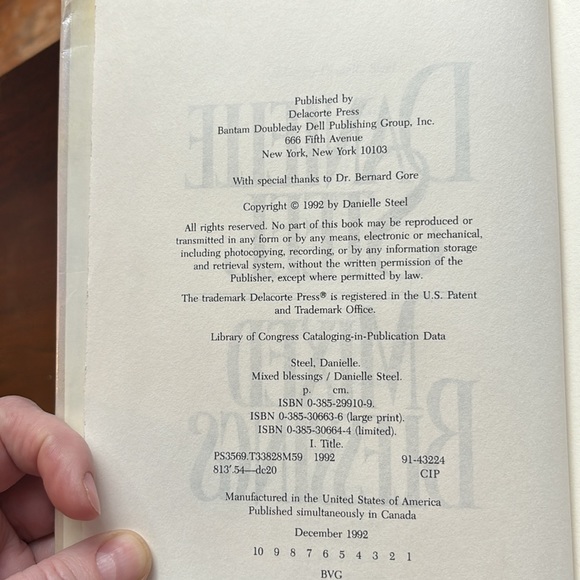 Published by
Delacorte Press
Bantam Doubleday Dell Publishing Group, Inc.
666 Fifth Avenue
New York, New York 10103
With special thanks to Dr. Bernard Gore
Copyright © 1992 by Danielle Steel
All rights reserved. No part of this book may be reproduced or
transmitted in any form or by any means, electronic or mechanical,
including photocopying, recording, or by any information storage
and retrieval system, without the written permission of the
Publisher, except where permitted by law.
The trademark Delacorte Press® is registered in the U.S. Patent
and Trademark Office.
Library of Congress Cataloging-in-Publication Data
Steel, Danielle.
Mixed blessings / Danielle Steel.
p. cm.
ISBN 0-385-29910-9.
ISBN 0-385-30663-6 (large print).
ISBN 0-385-30664-4 (limited).
I. Title.
PS3569.T33828M59 1992 91-43224
813'.54—dc20 CIP
Manufactured in the United States of America
Published simultaneously in Canada
December 1992
10 9 8 7 6 5 4 3 2 1
BVG